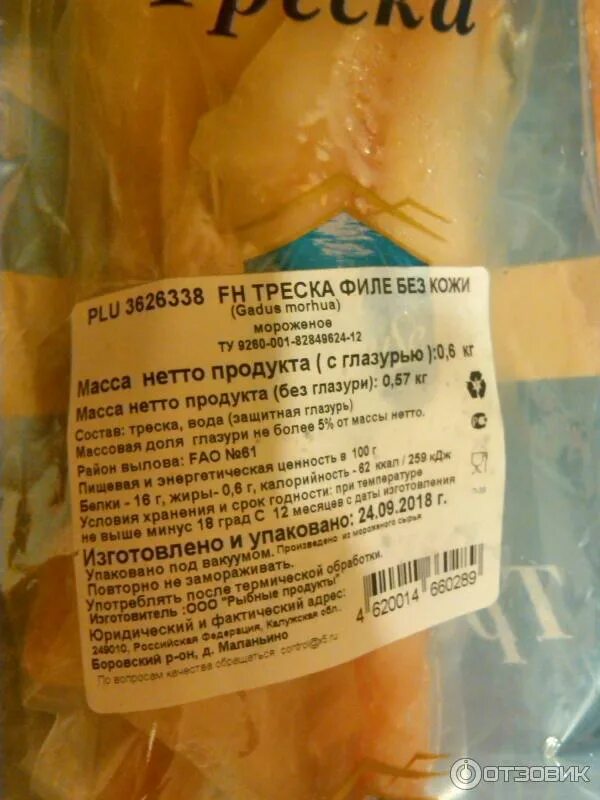 Треска
PLU 3626338 FH ТРЕСКА ФИЛЕ БЕЗ КОЖИ
(Gadus morhua)
мороженое
ТУ 9260-001-82849624-12
Масса нетто продукта ( с глазурью ):0,6 кг
Масса нетто продукта (без глазури): 0,57 кг
Состав: треска, вода (защитная глазурь)
Массовая доля глазури не более 5% от массы нетто.
Район вылова: FAO №61
Пищевая и энергетическая ценность в 100 г
Белки - 16 г, жиры- 0,6 г, калорийность - 62 ккал / 259 кДж
Условия хранения и срок годности: при температуре
не выше минус 18 град С 12 месяцев с даты изготовления
Изготовлено и упаковано: 24.09.2018 г.
Упаковано под вакуумом. Произведено из мороженого сырья
Повторно не замораживать.
Употреблять после термической обработки.
Изготовитель :ООО "Рыбные продукты"
Юридический и фактический адрес:
249010, Российская Федерация, Калужская обл.
Боровский р-он, д. Маланьино
По вопросам качества обращаться control@x5.ru
4 620014 660289
Тр
ОТЗОВИК